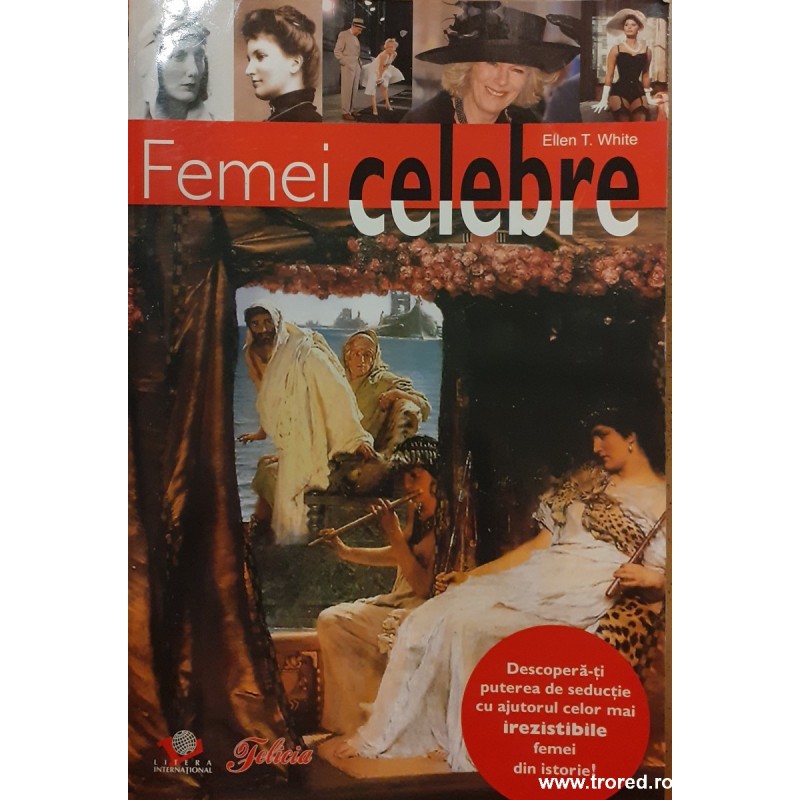 Ellen T. White
Femei celebre
Descoperă-ți
puterea de seducție
cu ajutorul celor mai
irezistibile
femei
din istorie!
LITERA
INTERNAȚIONAL
Felicia
www.trored.ro